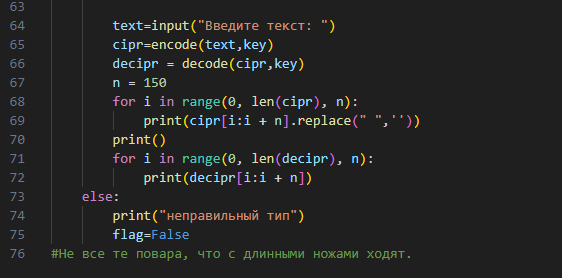 63
64 text=input("Введите текст: ")
65 cipr=encode(text,key)
66 decipr = decode(cipr,key)
67 n = 150
68 for i in range(0, len(cipr), n):
69 print(cipr[i:i + n].replace(" ",''))
70 print()
71 for i in range(0, len(decipr), n):
72 print(decipr[i:i + n])
73 else:
74 print("неправильный тип")
75 flag=False
76 #Не все те повара, что с длинными ножами ходят.